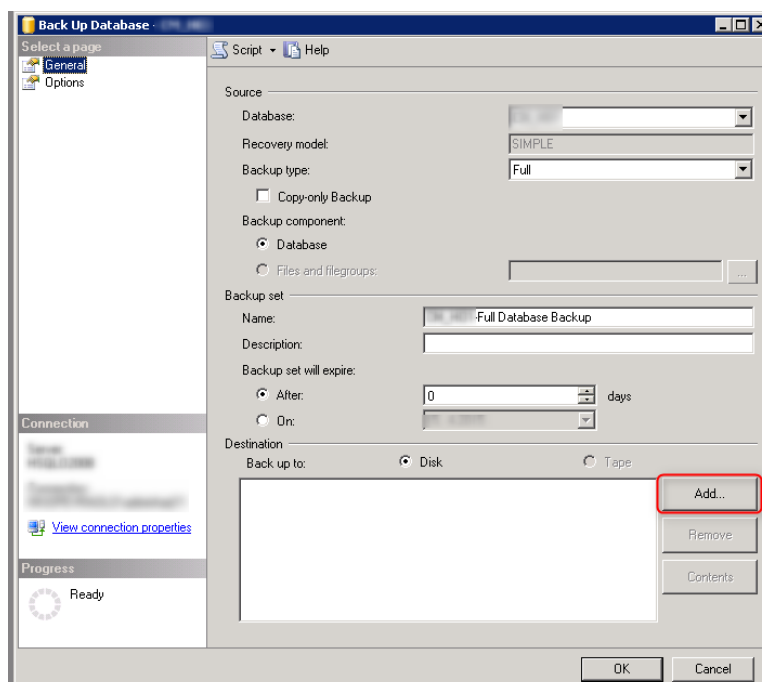 Back Up Database -
Select a page
General
Options
Script
Help
Source
Database:
Recovery model:
SIMPLE
Backup type:
Full
Copy-only Backup
Backup component:
Database
Files and filegroups:
...
Backup set
Name:
-Full Database Backup
Description:
Backup set will expire:
After:
0
days
On:
Connection
View connection properties
Progress
Ready
Destination
Back up to:
Disk
Tape
Add...
Remove
Contents
OK
Cancel